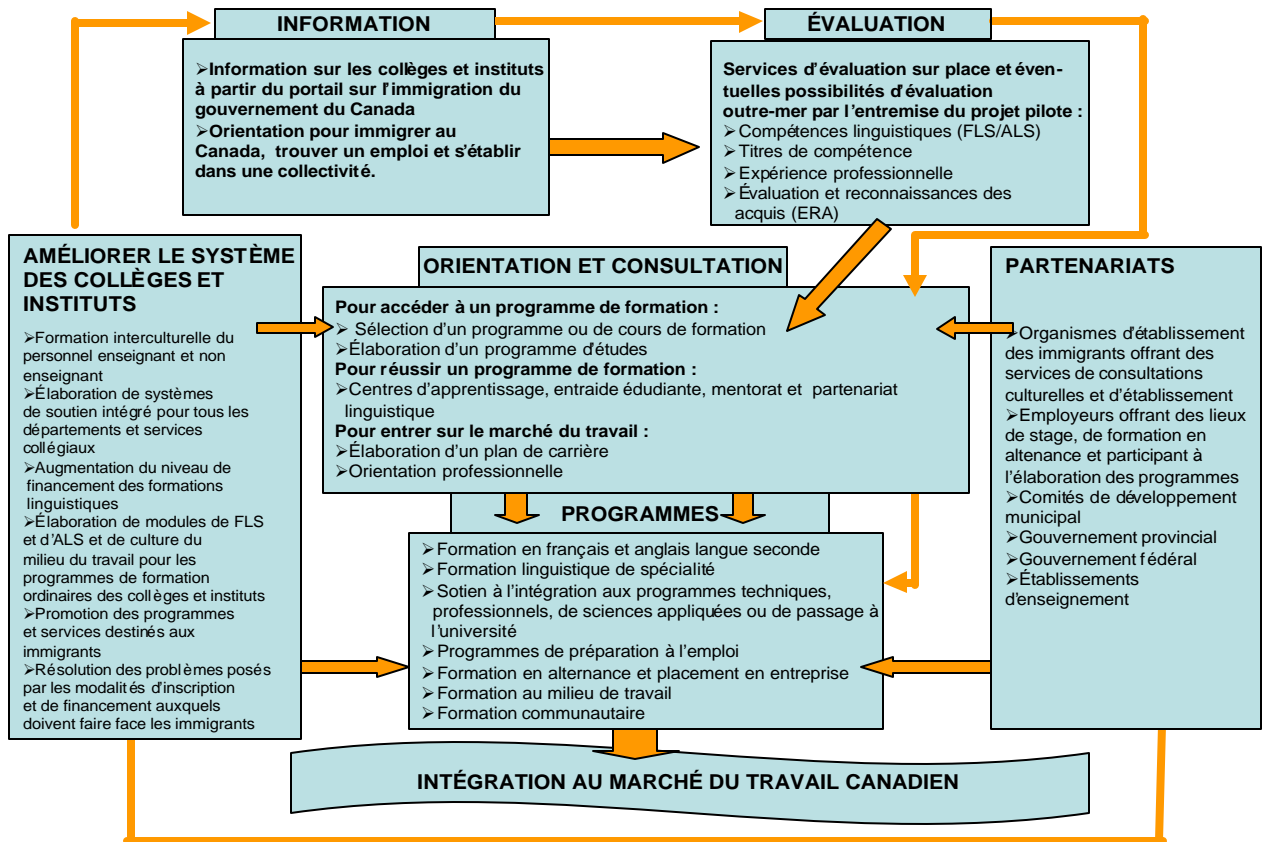 INFORMATION
➢Information sur les collèges et instituts
à partir du portail sur l'immigration du
gouvernement du Canada
➢Orientation pour immigrer au
Canada, trouver un emploi et s'établir
dans une collectivité.
ÉVALUATION
Services d'évaluation sur place et éven-
tuelles possibilités d'évaluation
outre-mer par l'entremise du projet pilote :
➢Compétences linguistiques (FLS/ALS)
➢Titres de compétence
➢Expérience professionnelle
➢Évaluation et reconnaissances des
acquis (ERA)
AMÉLIORER LE SYSTÈME
DES COLLÈGES ET
INSTITUTS
➢Formation interculturelle du
personnel enseignant et non
enseignant
➢Élaboration de systèmes
de soutien intégré pour tous les
départements et services
collégiaux
➢Augmentation du niveau de
financement des formations
linguistiques
➢Élaboration de modules de FLS
et d'ALS et de culture du
milieu du travail pour les
programmes de formation
ordinaires des collèges et instituts
➢Promotion des programmes
et services destinés aux
immigrants
➢Résolution des problèmes posés
par les modalités d'inscription
et de financement auxquels
doivent faire face les immigrants
ORIENTATION ET CONSULTATION
Pour accéder à un programme de formation :
➢ Sélection d'un programme ou de cours de formation
➢Élaboration d'un programme d'études
Pour réussir un programme de formation :
➢Centres d'apprentissage, entraide édudiante, mentorat et partenariat
linguistique
Pour entrer sur le marché du travail :
➢Élaboration d'un plan de carrière
➢Orientation professionnelle
PROGRAMMES
➢Formation en français et anglais langue seconde
➢Formation linguistique de spécialité
➢Sotien à l'intégration aux programmes techniques,
professionnels, de sciences appliquées ou de passage à
l'université
➢Programmes de préparation à l'emploi
➢Formation en alternance et placement en entreprise
➢Formation au milieu de travail
➢Formation communautaire
PARTENARIATS
➢Organismes d'établissement
des immigrants offrant des
services de consultations
culturelles et d'établissement
➢Employeurs offrant des lieux
de stage, de formation en
altenance et participant à
l'élaboration des programmes
➢Comités de développement
municipal
➢Gouvernement provincial
➢Gouvernement fédéral
➢Établissements
d'enseignement
INTÉGRATION AU MARCHÉ DU TRAVAIL CANADIEN